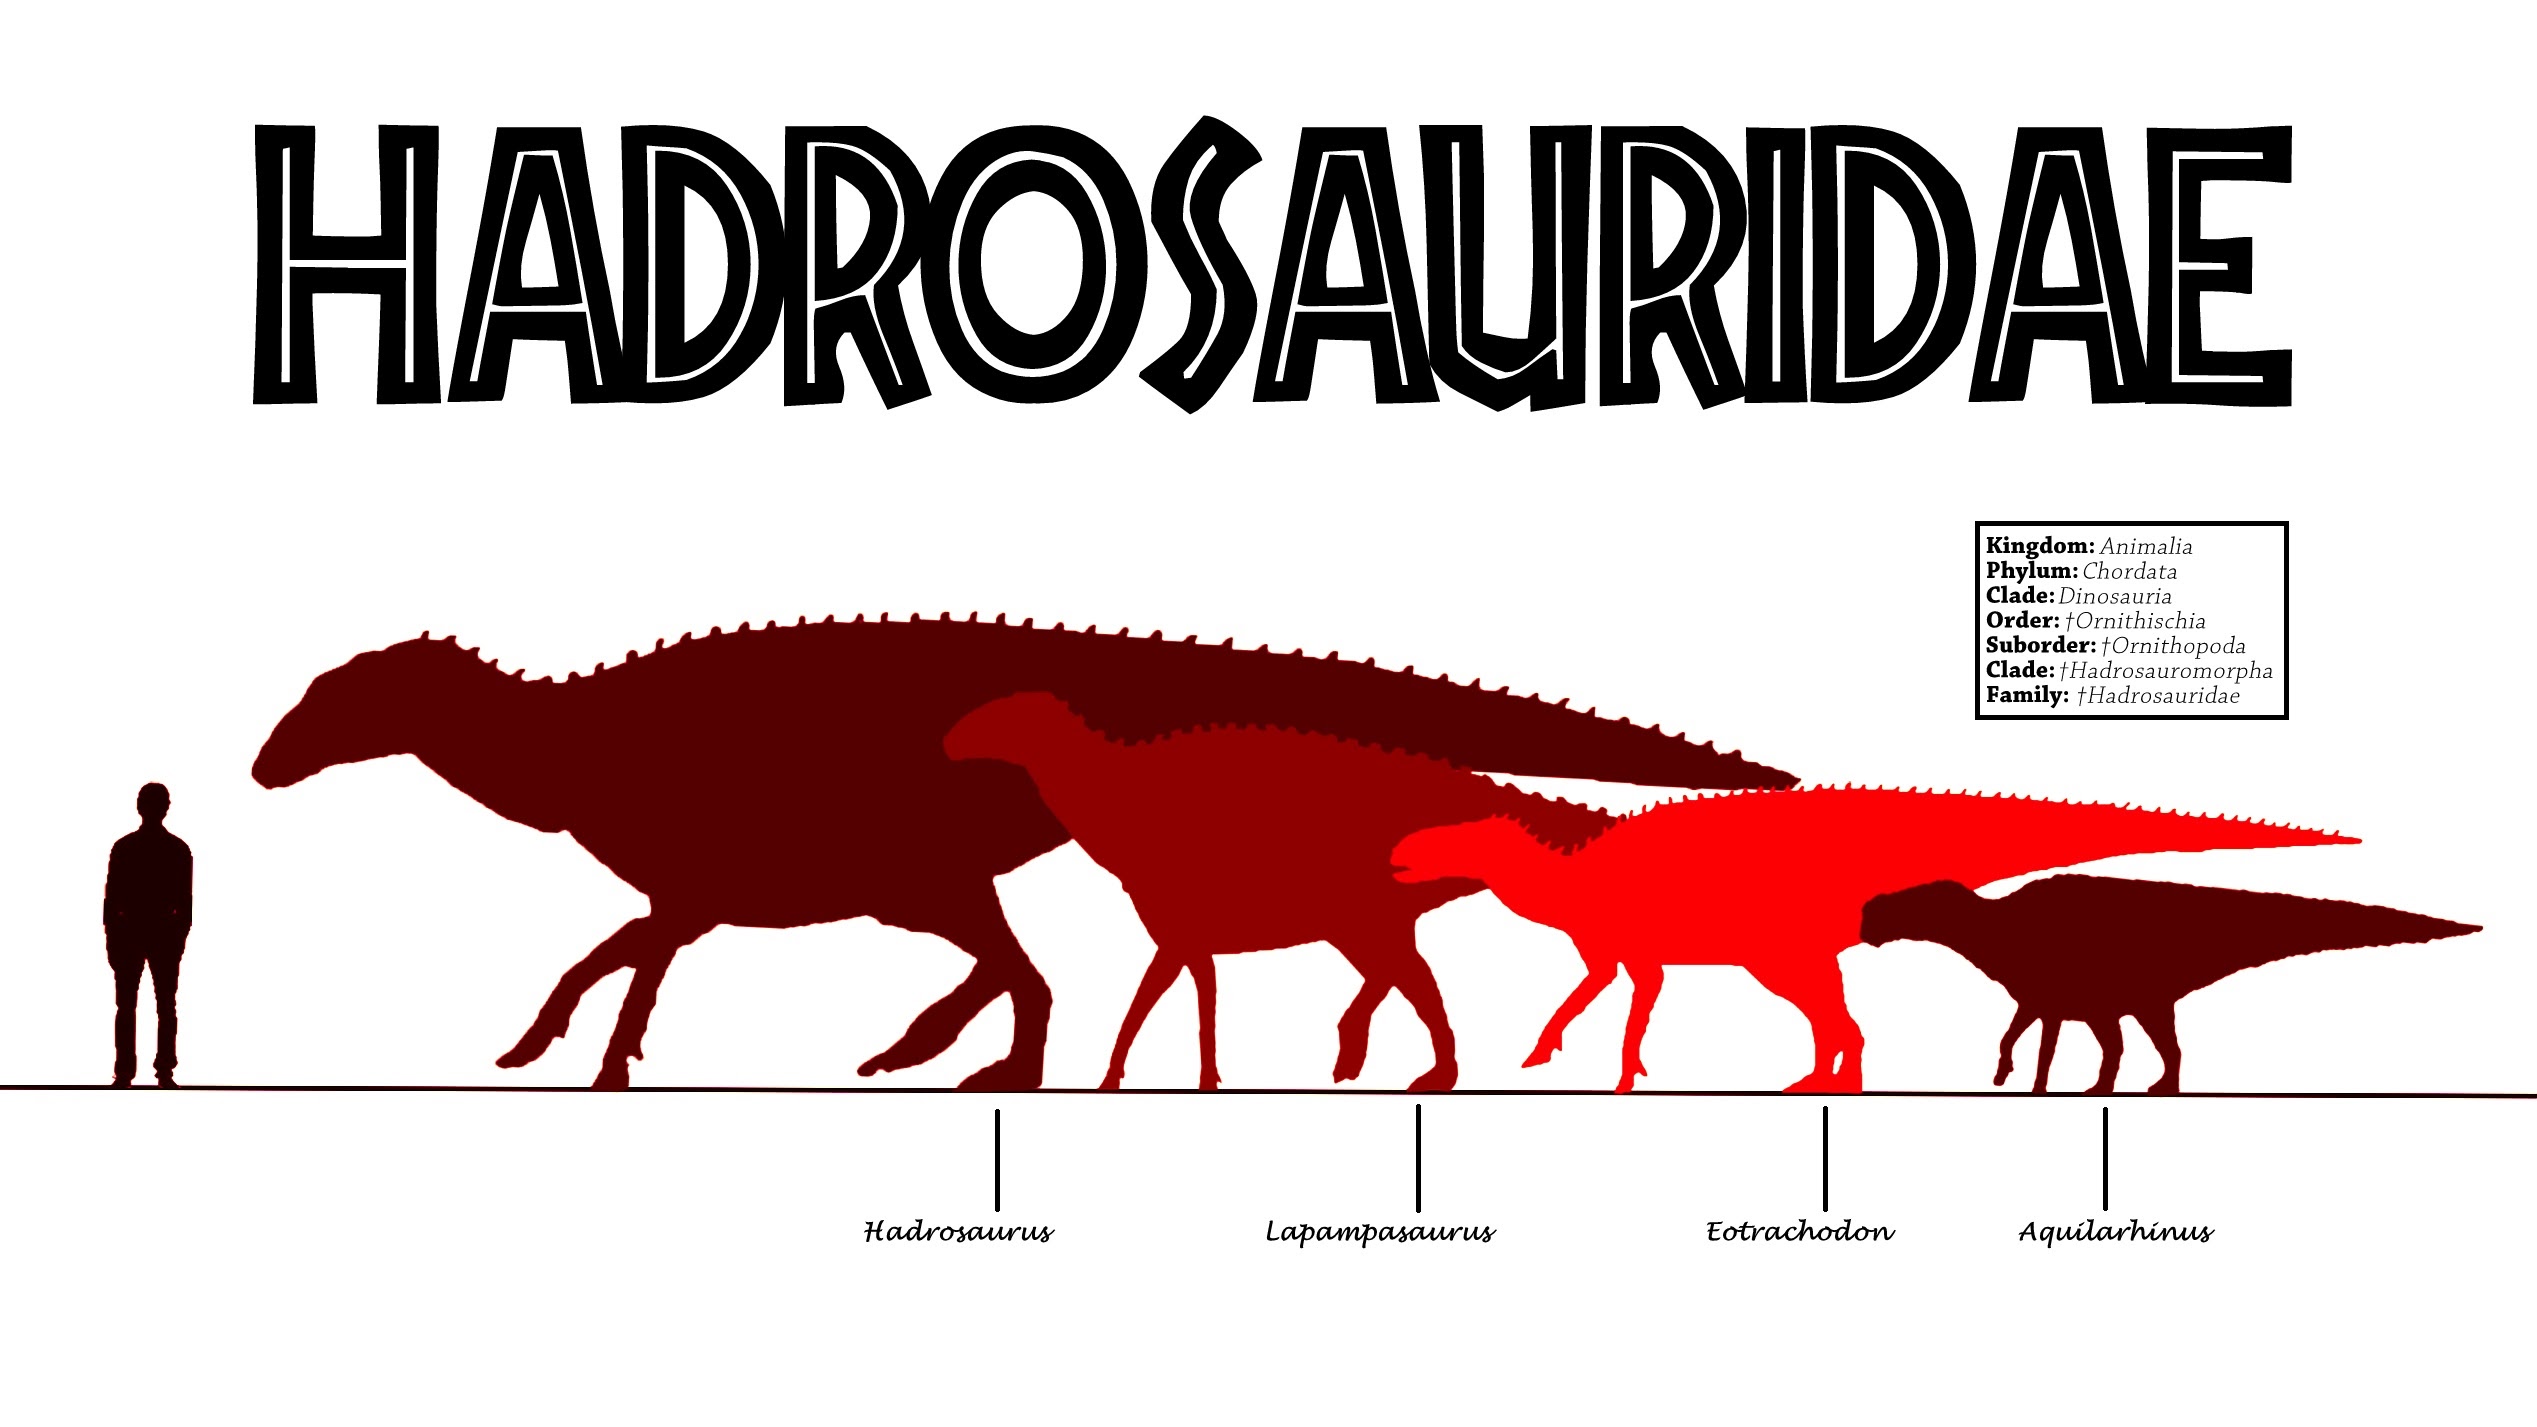 HADROSAURIDAE
Kingdom: Animalia
Phylum: Chordata
Clade: Dinosauria
Order: †Ornithischia
Suborder: †Ornithopoda
Clade: †Hadrosauromorpha
Family: †Hadrosauridae
Hadrosaurus
Lapampasaurus
Eotrachodon
Aquilarhinus